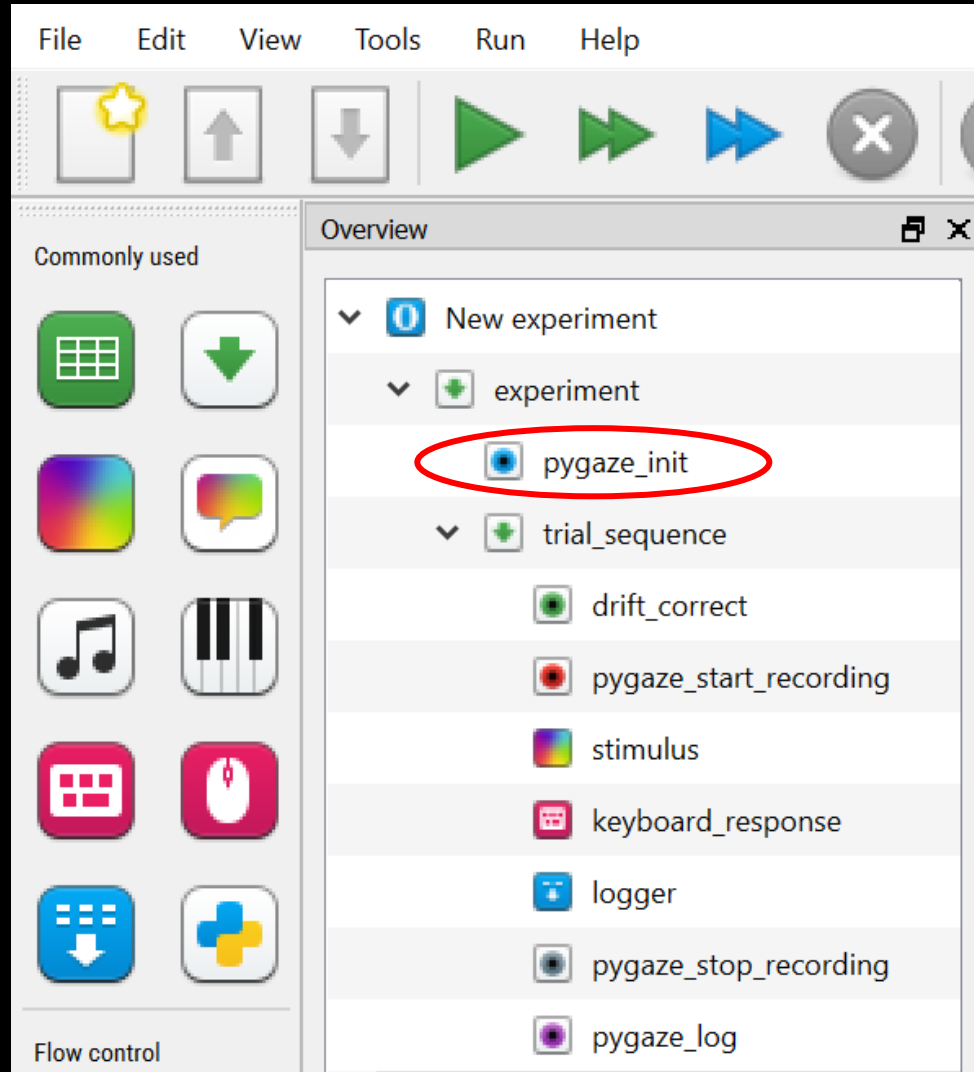 File Edit View Tools Run Help
Overview
Commonly used
New experiment
experiment
pygaze_init
trial_sequence
drift_correct
pygaze_start_recording
stimulus
keyboard_response
logger
pygaze_stop_recording
pygaze_log
Flow control